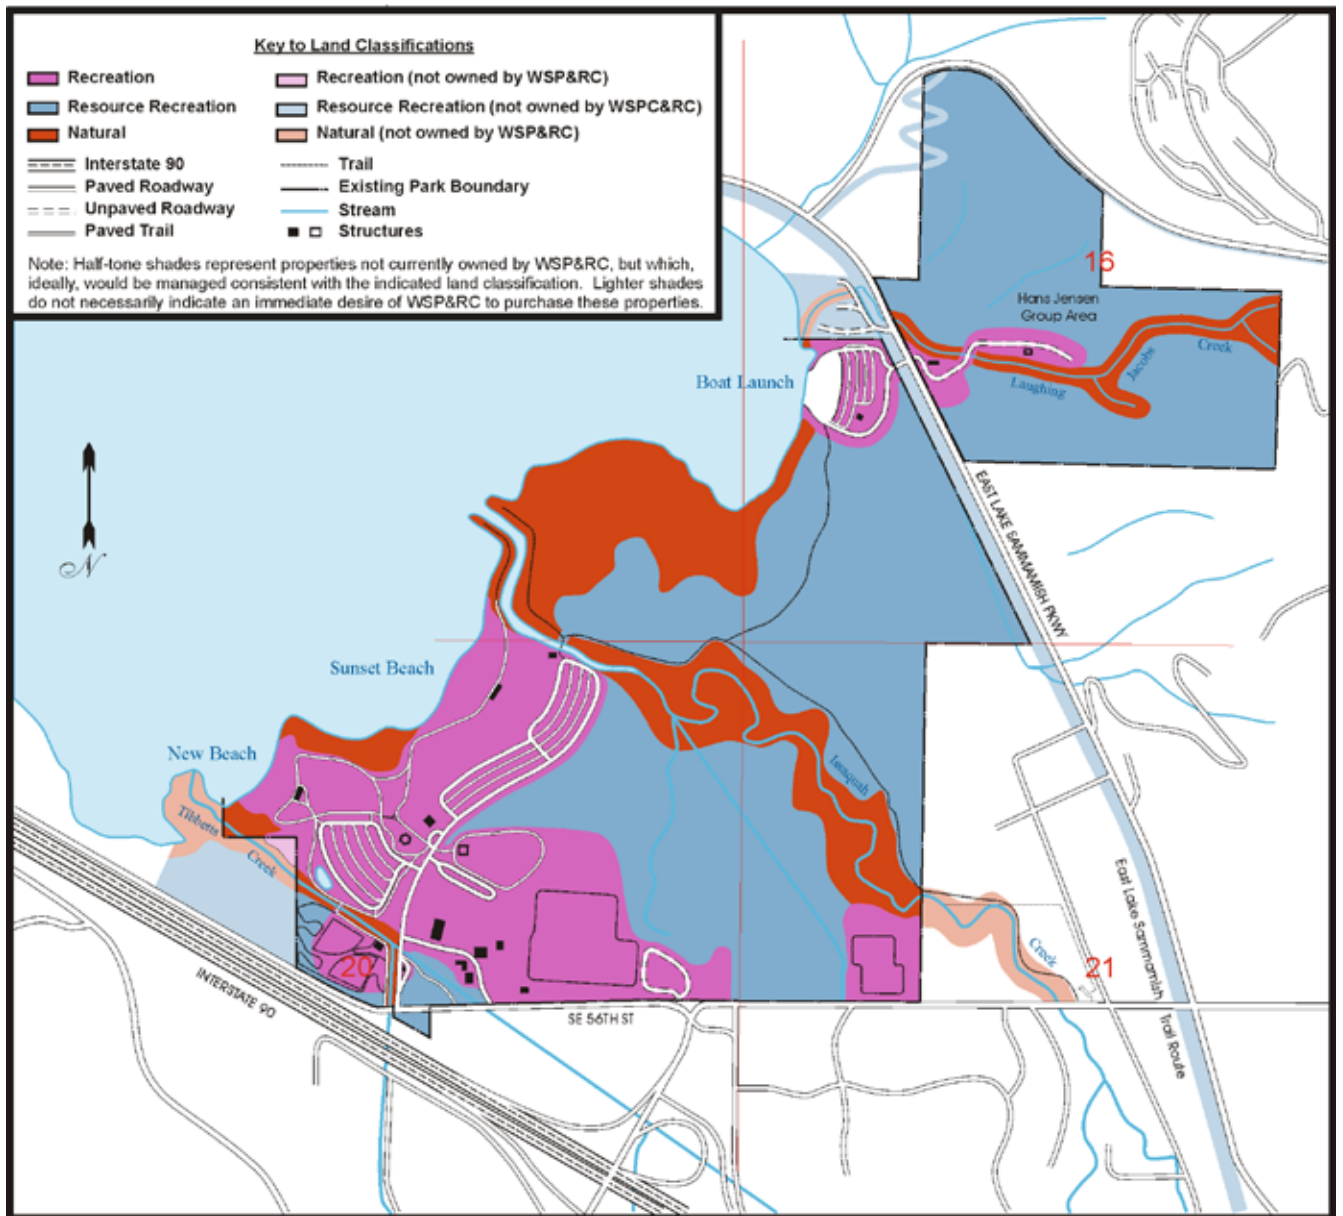 Key to Land Classifications
Recreation
Recreation (not owned by WSP&RC)
Resource Recreation
Resource Recreation (not owned by WSPC&RC)
Natural
Natural (not owned by WSP&RC)
Interstate 90
Trail
Paved Roadway
Existing Park Boundary
Unpaved Roadway
Stream
Paved Trail
Structures
Note: Half-tone shades represent properties not currently owned by WSP&RC, but which,
ideally, would be managed consistent with the indicated land classification. Lighter shades
do not necessarily indicate an immediate desire of WSP&RC to purchase these properties.
16
Hans Jensen
Group Area
Creek
Jacobs
Laughing
Boat Launch
EAST LAKE SAMMAMISH PKWY
N
Sunset Beach
New Beach
Issaquah
Tibbetts
Creek
East Lake Sammamish
Trail Route
Creek
20
21
INTERSTATE 90
SE 56TH ST